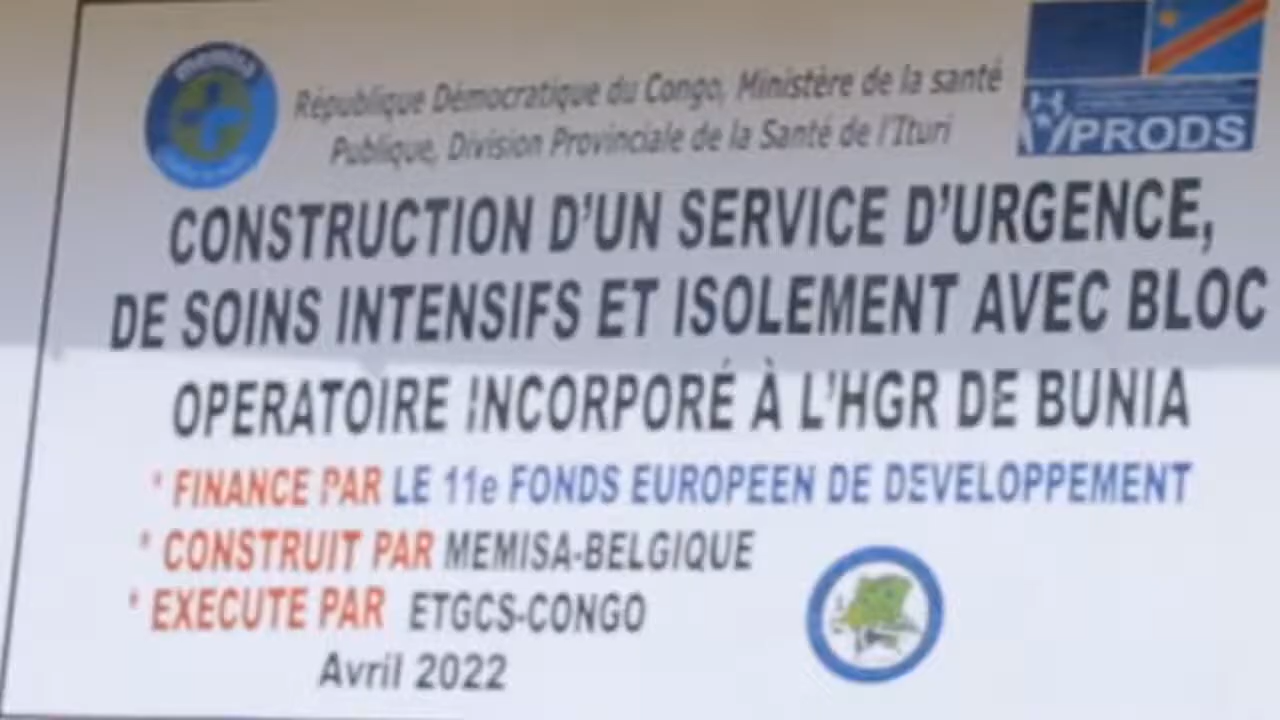 memisa
République Démocratique du Congo, Ministère de la santé
Publique, Division Provinciale de la Santé de l'Ituri
PRODS
CONSTRUCTION D'UN SERVICE D'URGENCE,
DE SOINS INTENSIFS ET ISOLEMENT AVEC BLOC
OPERATOIRE INCORPORÉ À L'HGR DE BUNIA
* FINANCE PAR LE 11e FONDS EUROPEEN DE DEVELOPPEMENT
* CONSTRUIT PAR MEMISA-BELGIQUE
* EXECUTE PAR ETGCS-CONGO
Avril 2022